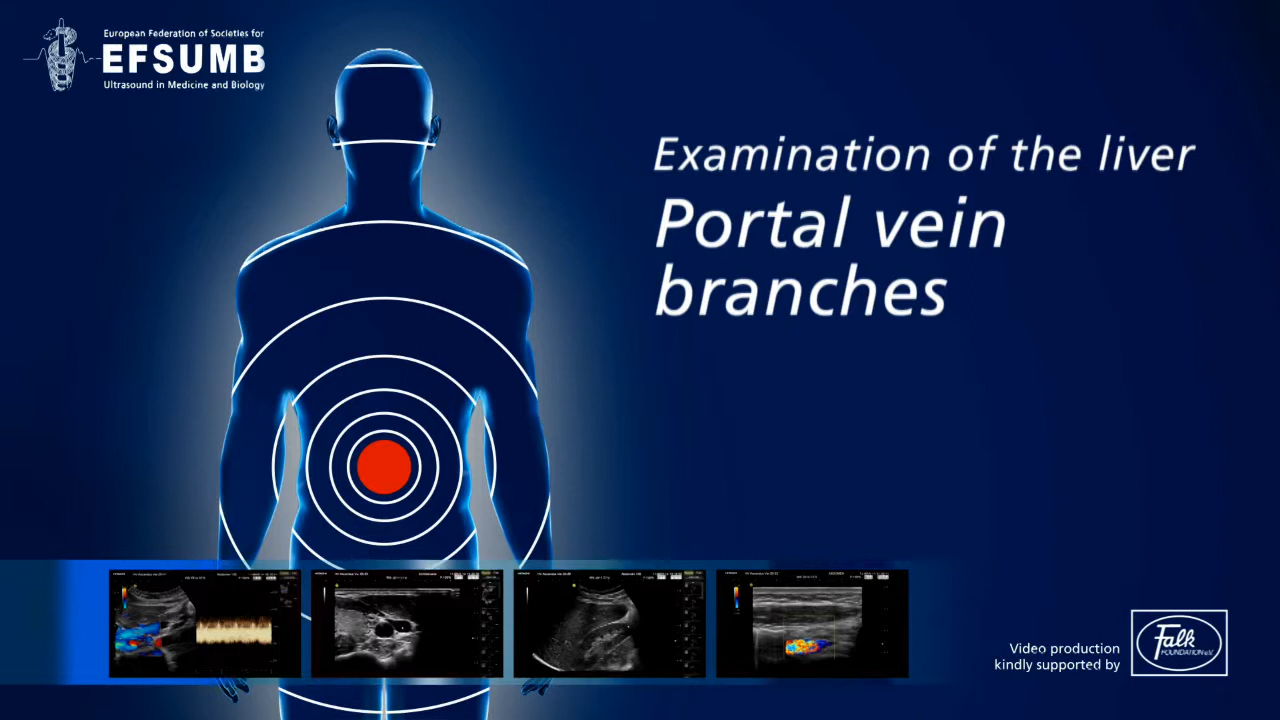 European Federation of Societies for
EFSUMB
Ultrasound in Medicine and Biology
Examination of the liver
Portal vein
branches
Video production
kindly supported by
Falk
FOUNDATION e.V.